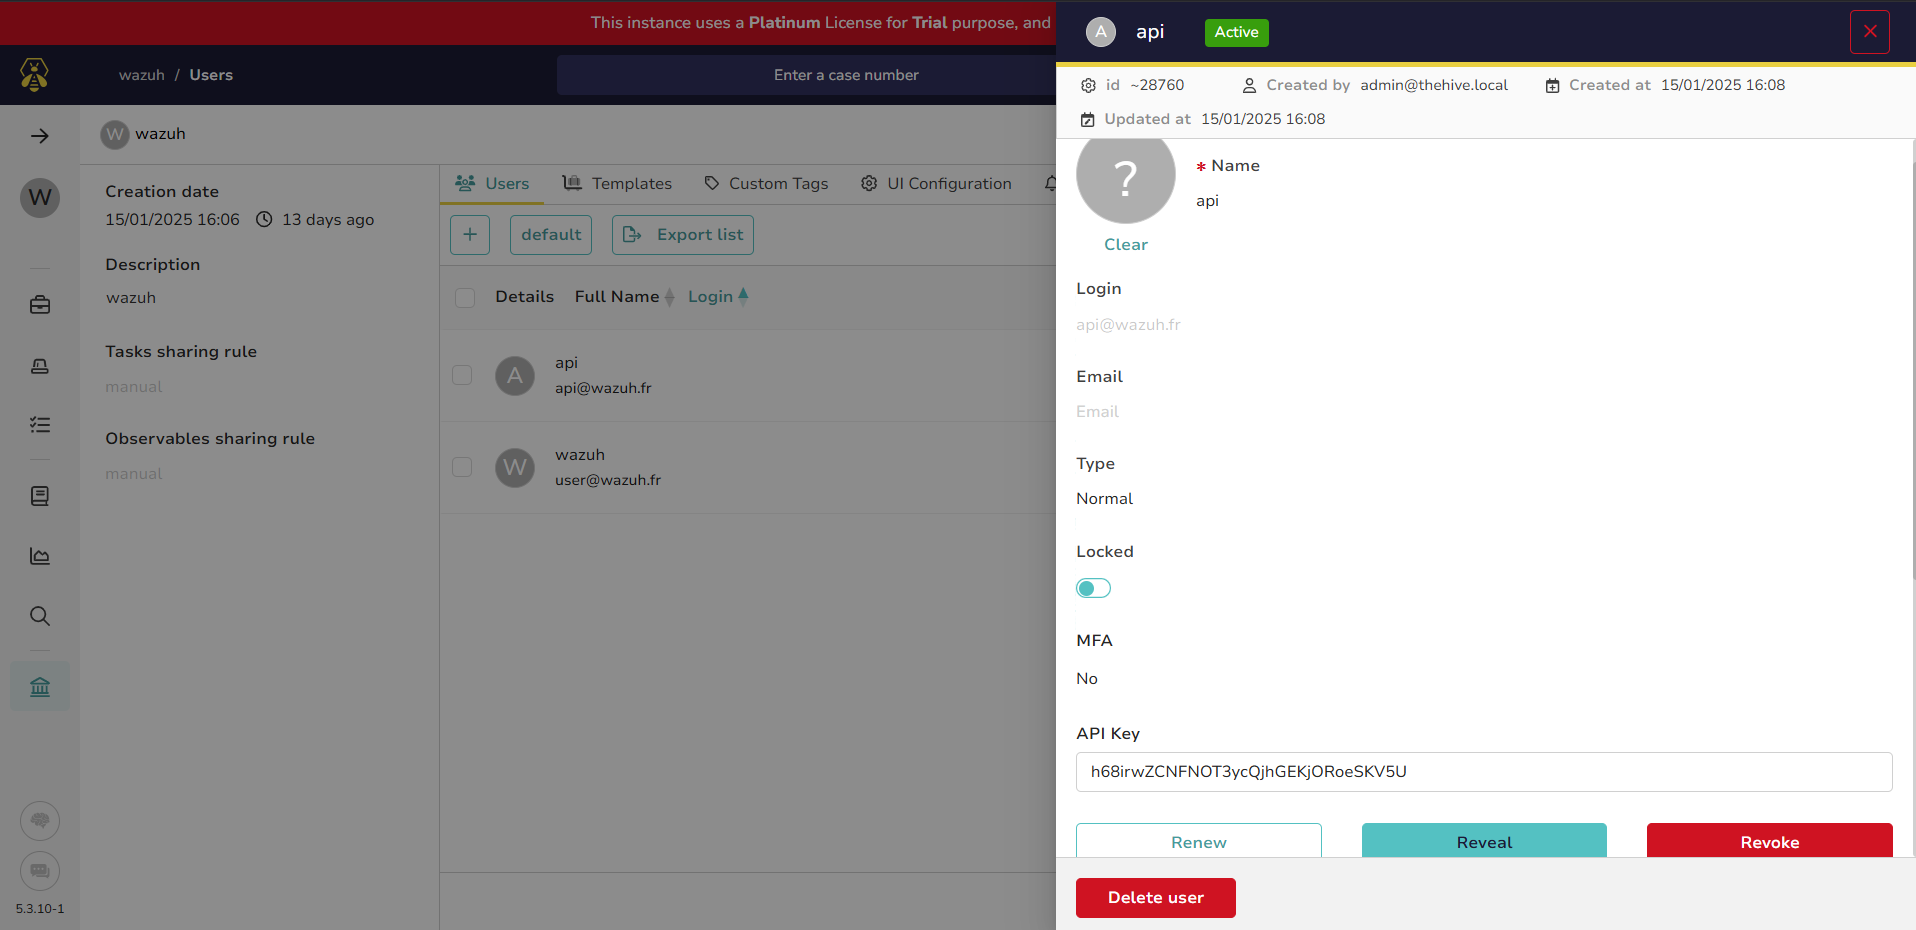 This instance uses a Platinum License for Trial purpose, and
wazuh / Users
Enter a case number
W wazuh
W
Creation date
15/01/2025 16:06 13 days ago
Description
wazuh
Tasks sharing rule
manual
Observables sharing rule
manual
5.3.10-1
Users Templates Custom Tags UI Configuration
+ default Export list
Details Full Name Login
A api
api@wazuh.fr
W wazuh
user@wazuh.fr
A api Active
id ~28760 Created by admin@thehive.local Created at 15/01/2025 16:08
Updated at 15/01/2025 16:08
?
* Name
api
Clear
Login
api@wazuh.fr
Email
Email
Type
Normal
Locked
MFA
No
API Key
h68irwZCNFNOT3ycQjhGEKjORoeSKV5U
Renew Reveal Revoke
Delete user